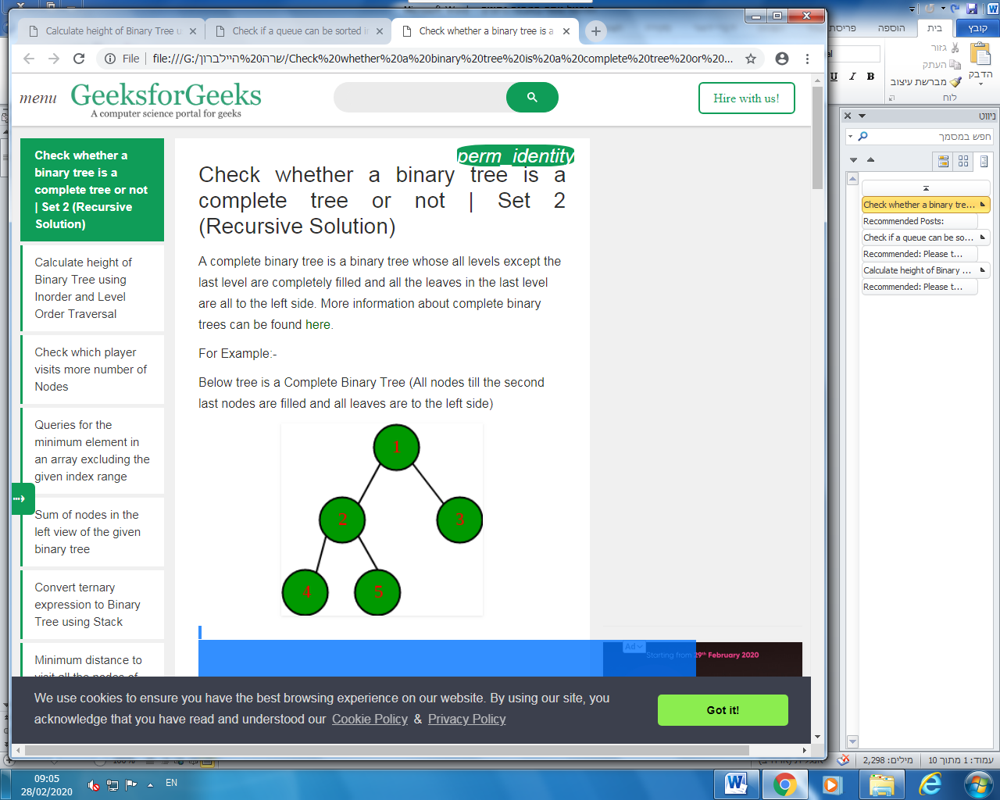 Calculate height of Binary Tree u
Check if a queue can be sorted i
Check whether a binary tree is a
File
file:///G:/שרה%20היילברון/Check%20whether%20a%20binary%20tree%20is%20a%20complete%20tree%20or%20...
menu
GeeksforGeeks
A computer science portal for geeks
Hire with us!
Check whether a
binary tree is a
complete tree or not
| Set 2 (Recursive
Solution)
Calculate height of
Binary Tree using
Inorder and Level
Order Traversal
Check which player
visits more number of
Nodes
Queries for the
minimum element in
an array excluding the
given index range
Sum of nodes in the
left view of the given
binary tree
Convert ternary
expression to Binary
Tree using Stack
Minimum distance to
visit all the nodes of
perm_identity
Check whether a binary tree is a
complete tree or not | Set 2
(Recursive Solution)
A complete binary tree is a binary tree whose all levels except the
last level are completely filled and all the leaves in the last level
are all to the left side. More information about complete binary
trees can be found here.
For Example:-
Below tree is a Complete Binary Tree (All nodes till the second
last nodes are filled and all leaves are to the left side)
1
2
3
4
5
Ad
Starting from 29th February 2020
We use cookies to ensure you have the best browsing experience on our website. By using our site, you
acknowledge that you have read and understood our Cookie Policy & Privacy Policy
Got it!
קובץ
בית
הוספה
פריסת
הדבק
גזור
העתק
מברשת עיצוב
לוח
U I B
ניווט
חפש במסמך
Check whether a binary tre...
Recommended Posts:
Check if a queue can be so...
Recommended: Please t...
Calculate height of Binary ...
Recommended: Please t...
עמוד: 1 מתוך 10
מילים: 2,298
09:05
28/02/2020
EN